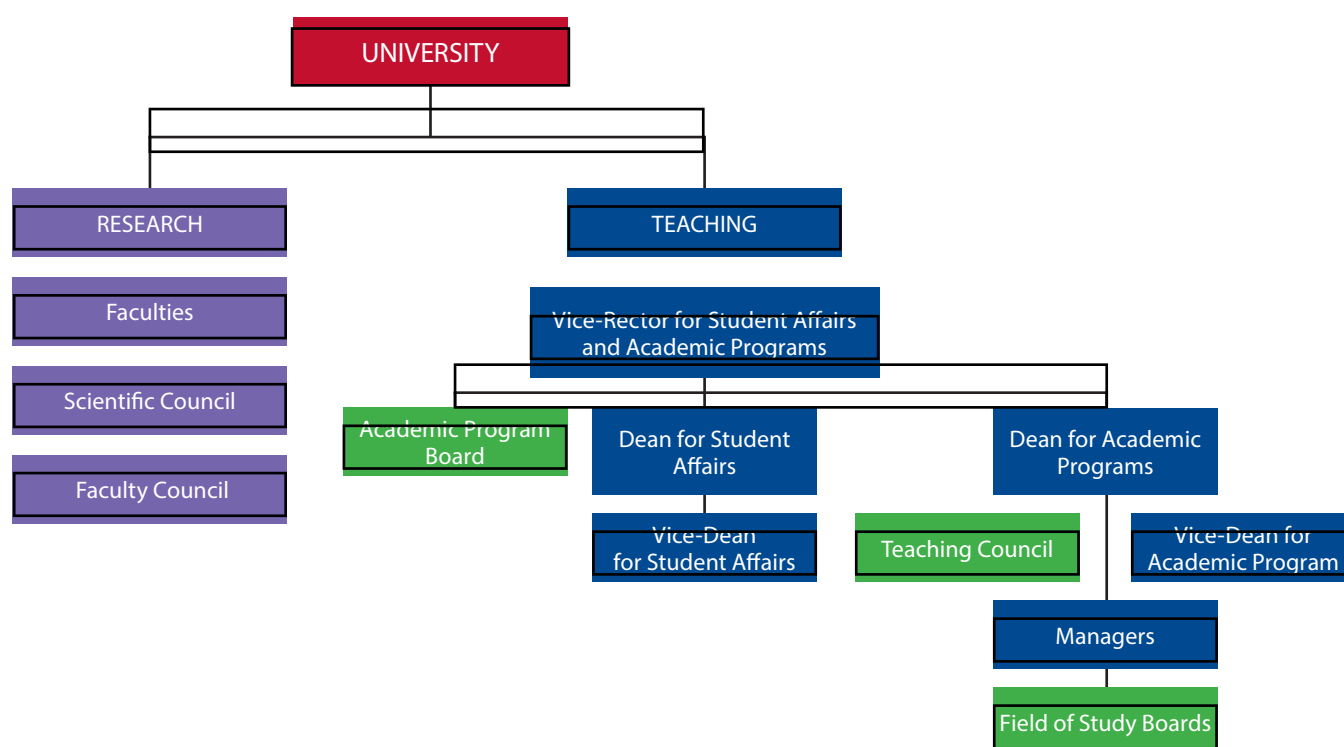 UNIVERSITY
RESEARCH
TEACHING
Faculties
Vice-Rector for Student Affairs
and Academic Programs
Scientific Council
Academic Program
Board
Dean for Student
Affairs
Dean for Academic
Programs
Faculty Council
Vice-Dean
for Student Affairs
Teaching Council
Vice-Dean for
Academic Program
Managers
Field of Study Boards